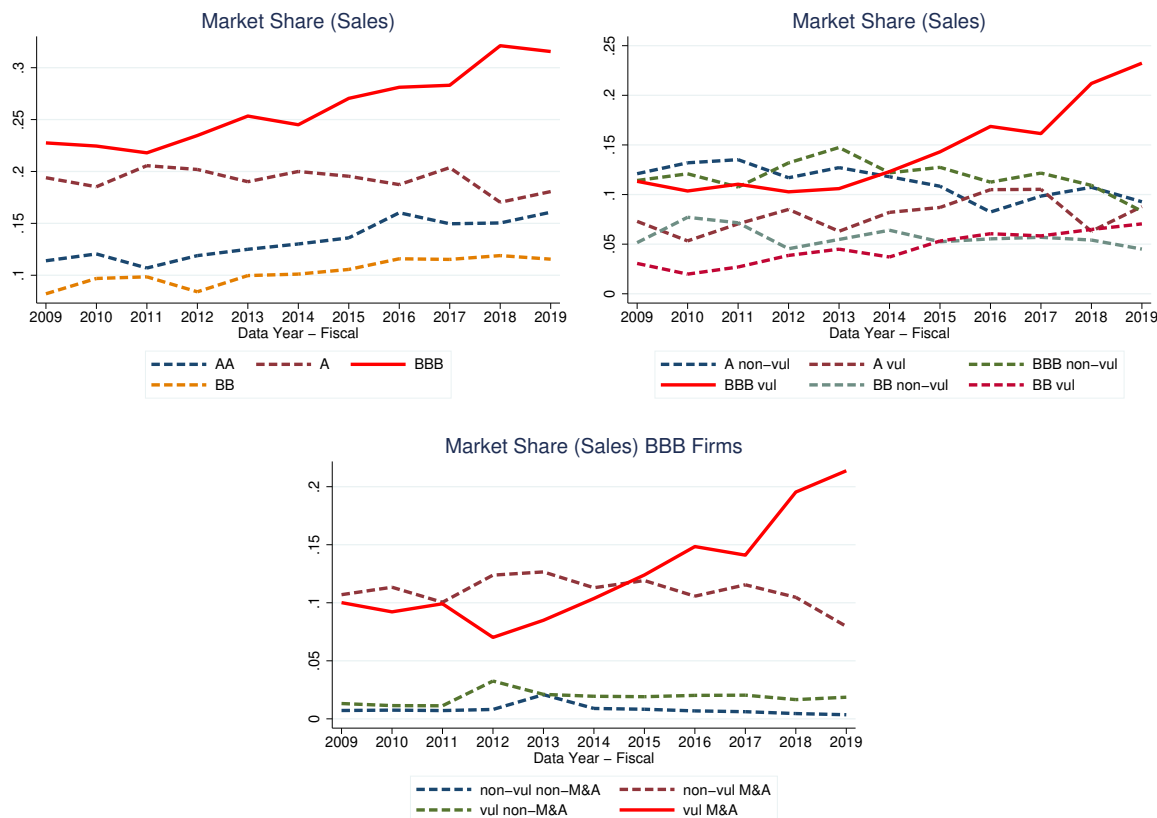 Market Share (Sales)
.3
.25
.2
.15
.1
2009 2010 2011 2012 2013 2014 2015 2016 2017 2018 2019
Data Year – Fiscal
AA A BBB
BB
Market Share (Sales)
.25
.2
.15
.1
.05
0
2009 2010 2011 2012 2013 2014 2015 2016 2017 2018 2019
Data Year – Fiscal
A non–vul A vul BBB non–vul
BBB vul BB non–vul BB vul
Market Share (Sales) BBB Firms
.2
.15
.1
.05
0
2009 2010 2011 2012 2013 2014 2015 2016 2017 2018 2019
Data Year – Fiscal
non–vul non–M&A non–vul M&A
vul non–M&A vul M&A